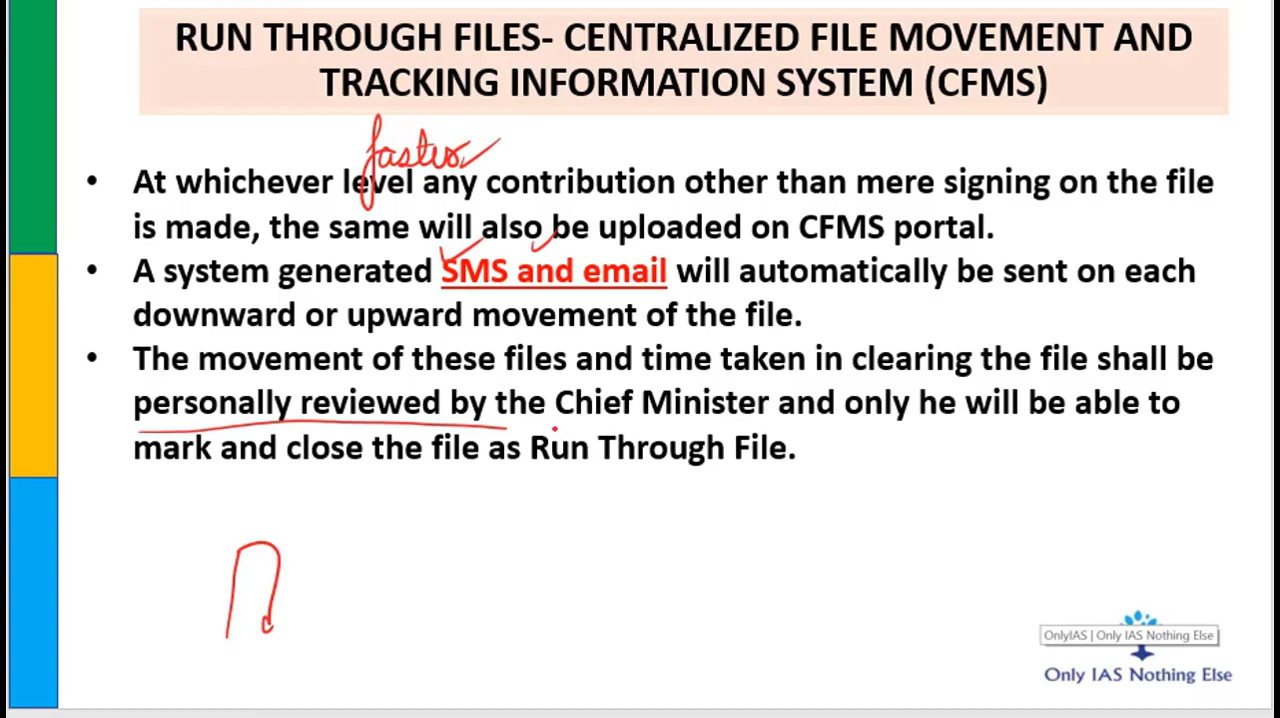 RUN THROUGH FILES- CENTRALIZED FILE MOVEMENT AND
TRACKING INFORMATION SYSTEM (CFMS)
• At whichever level any contribution other than mere signing on the file
is made, the same will also be uploaded on CFMS portal.
• A system generated SMS and email will automatically be sent on each
downward or upward movement of the file.
• The movement of these files and time taken in clearing the file shall be
personally reviewed by the Chief Minister and only he will be able to
mark and close the file as Run Through File.
OnlyIAS | Only IAS Nothing Else
Only IAS Nothing Else